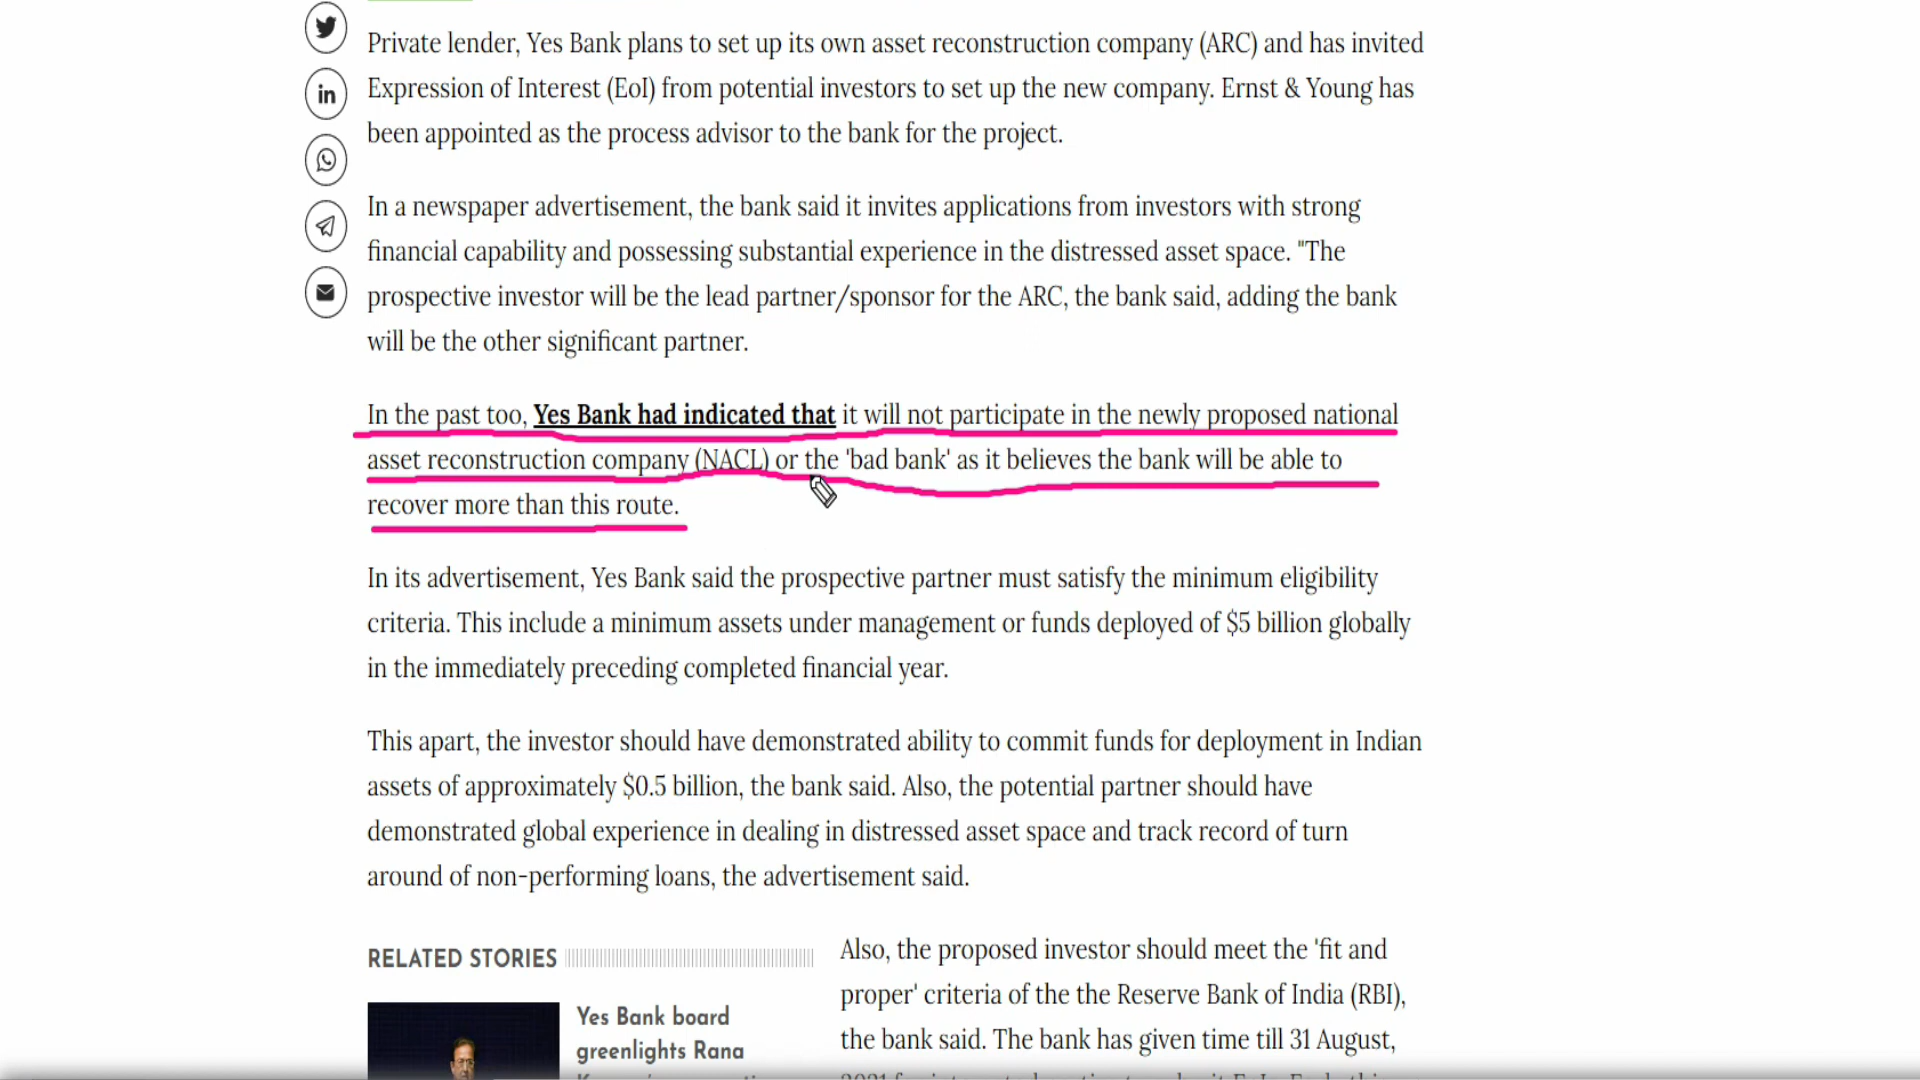 Private lender, Yes Bank plans to set up its own asset reconstruction company (ARC) and has invited
Expression of Interest (EoI) from potential investors to set up the new company. Ernst & Young has
been appointed as the process advisor to the bank for the project.
In a newspaper advertisement, the bank said it invites applications from investors with strong
financial capability and possessing substantial experience in the distressed asset space. "The
prospective investor will be the lead partner/sponsor for the ARC, the bank said, adding the bank
will be the other significant partner.
In the past too, Yes Bank had indicated that it will not participate in the newly proposed national
asset reconstruction company (NACL) or the 'bad bank' as it believes the bank will be able to
recover more than this route.
In its advertisement, Yes Bank said the prospective partner must satisfy the minimum eligibility
criteria. This include a minimum assets under management or funds deployed of $5 billion globally
in the immediately preceding completed financial year.
This apart, the investor should have demonstrated ability to commit funds for deployment in Indian
assets of approximately $0.5 billion, the bank said. Also, the potential partner should have
demonstrated global experience in dealing in distressed asset space and track record of turn
around of non-performing loans, the advertisement said.
RELATED STORIES
Yes Bank board
greenlights Rana
Also, the proposed investor should meet the 'fit and
proper' criteria of the the Reserve Bank of India (RBI),
the bank said. The bank has given time till 31 August,